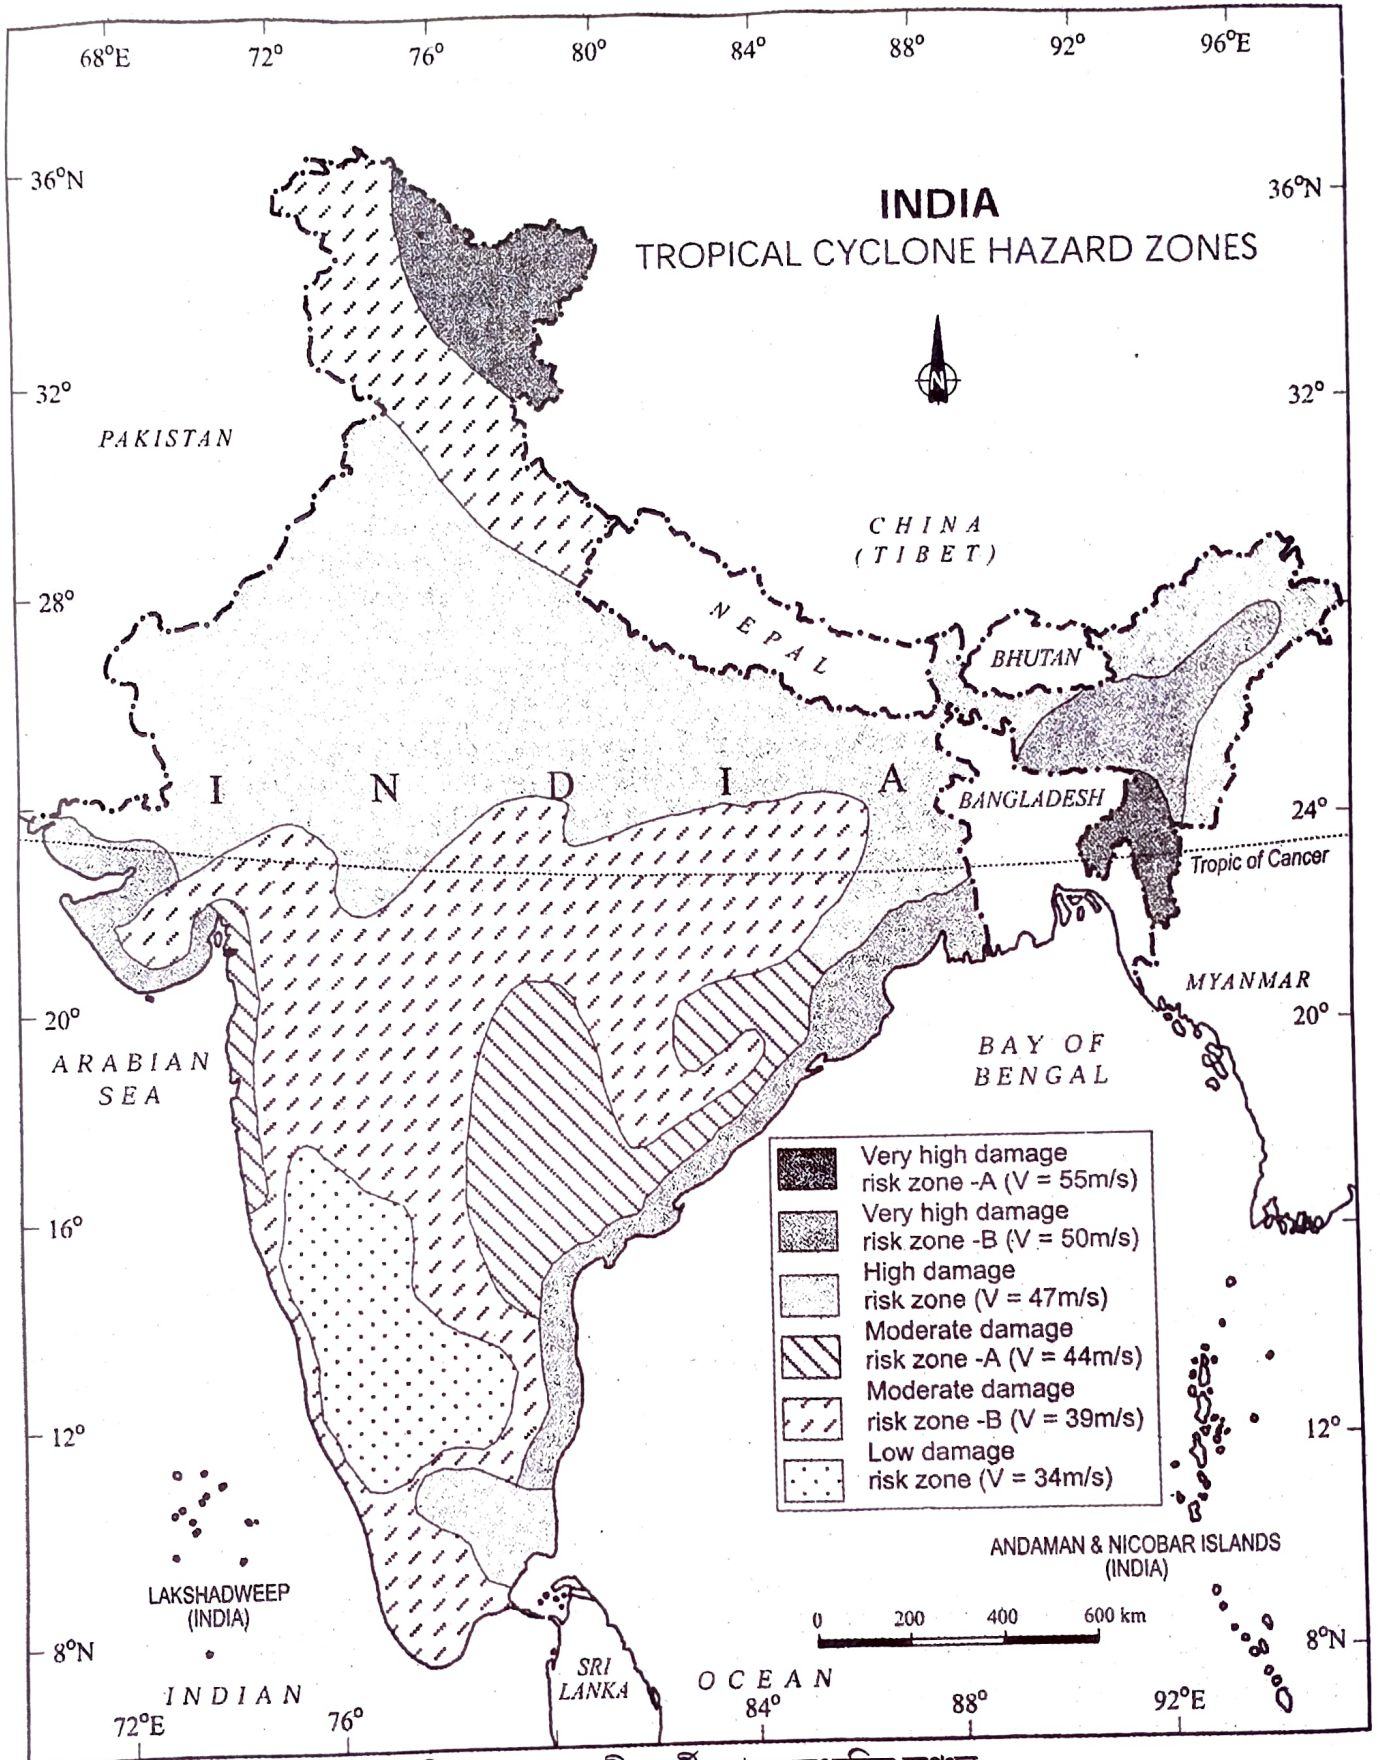 68°E 72° 76° 80° 84° 88° 92° 96°E
36°N
36°N
INDIA
TROPICAL CYCLONE HAZARD ZONES
N
32°
32°
PAKISTAN
CHINA
(TIBET)
28°
NEPAL
BHUTAN
I N D I A
BANGLADESH
24°
Tropic of Cancer
MYANMAR
20°
20°
ARABIAN
SEA
BAY OF
BENGAL
Very high damage
risk zone -A (V = 55m/s)
Very high damage
risk zone -B (V = 50m/s)
High damage
risk zone (V = 47m/s)
Moderate damage
risk zone -A (V = 44m/s)
Moderate damage
risk zone -B (V = 39m/s)
Low damage
risk zone (V = 34m/s)
16°
12°
12°
ANDAMAN & NICOBAR ISLANDS
(INDIA)
LAKSHADWEEP
(INDIA)
0 200 400 600 km
8°N
8°N
SRI
LANKA
INDIAN
OCEAN
72°E 76° 84° 88° 92°E